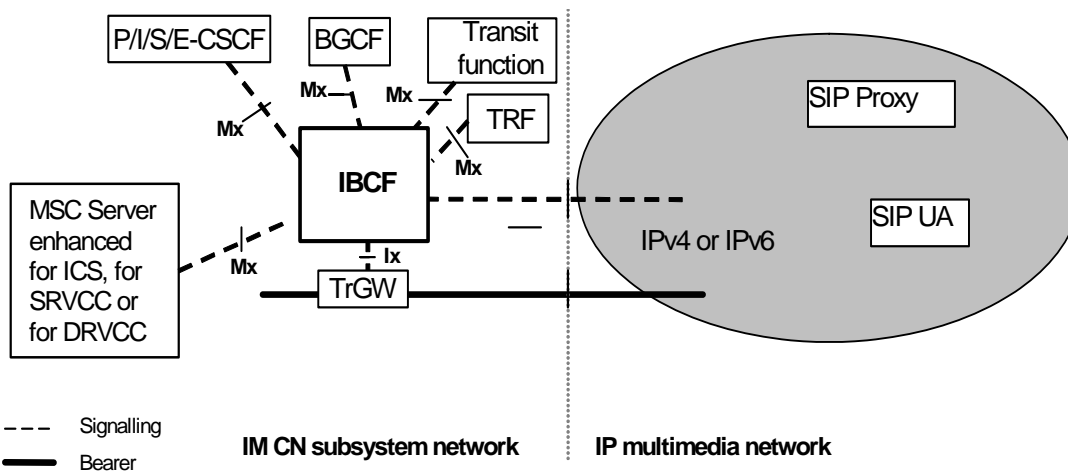 P/I/S/E-CSCF
BGCF
Transit
function
TRF
SIP Proxy
Mx
Mx
Mx
Mx
IBCF
MSC Server
enhanced
for ICS, for
SRVCC or
for DRVCC
Mx
SIP UA
IPv4 or IPv6
Ix
TrGW
Signalling
Bearer
IM CN subsystem network
IP multimedia network